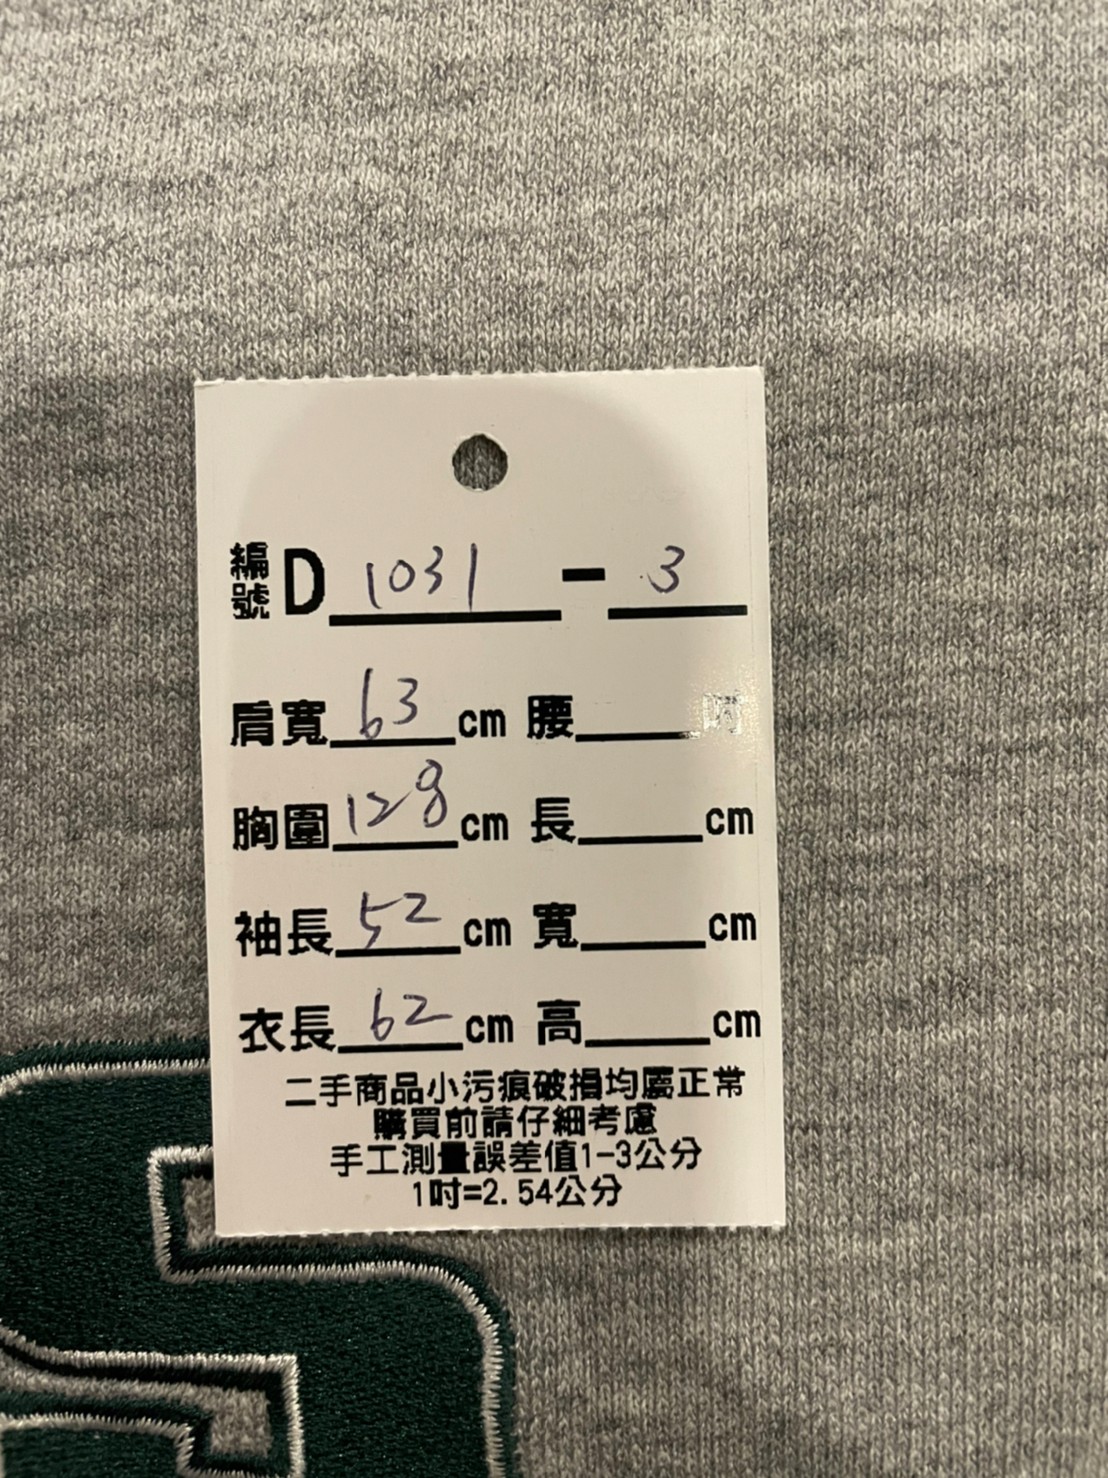 編號D 1031 - 3
肩寬 63 cm 腰 吋
胸圍 128 cm 長 cm
袖長 52 cm 寬 cm
衣長 62 cm 高 cm
二手商品小污痕破損均屬正常
購買前請仔細考慮
手工測量誤差值1-3公分
1吋=2.54公分